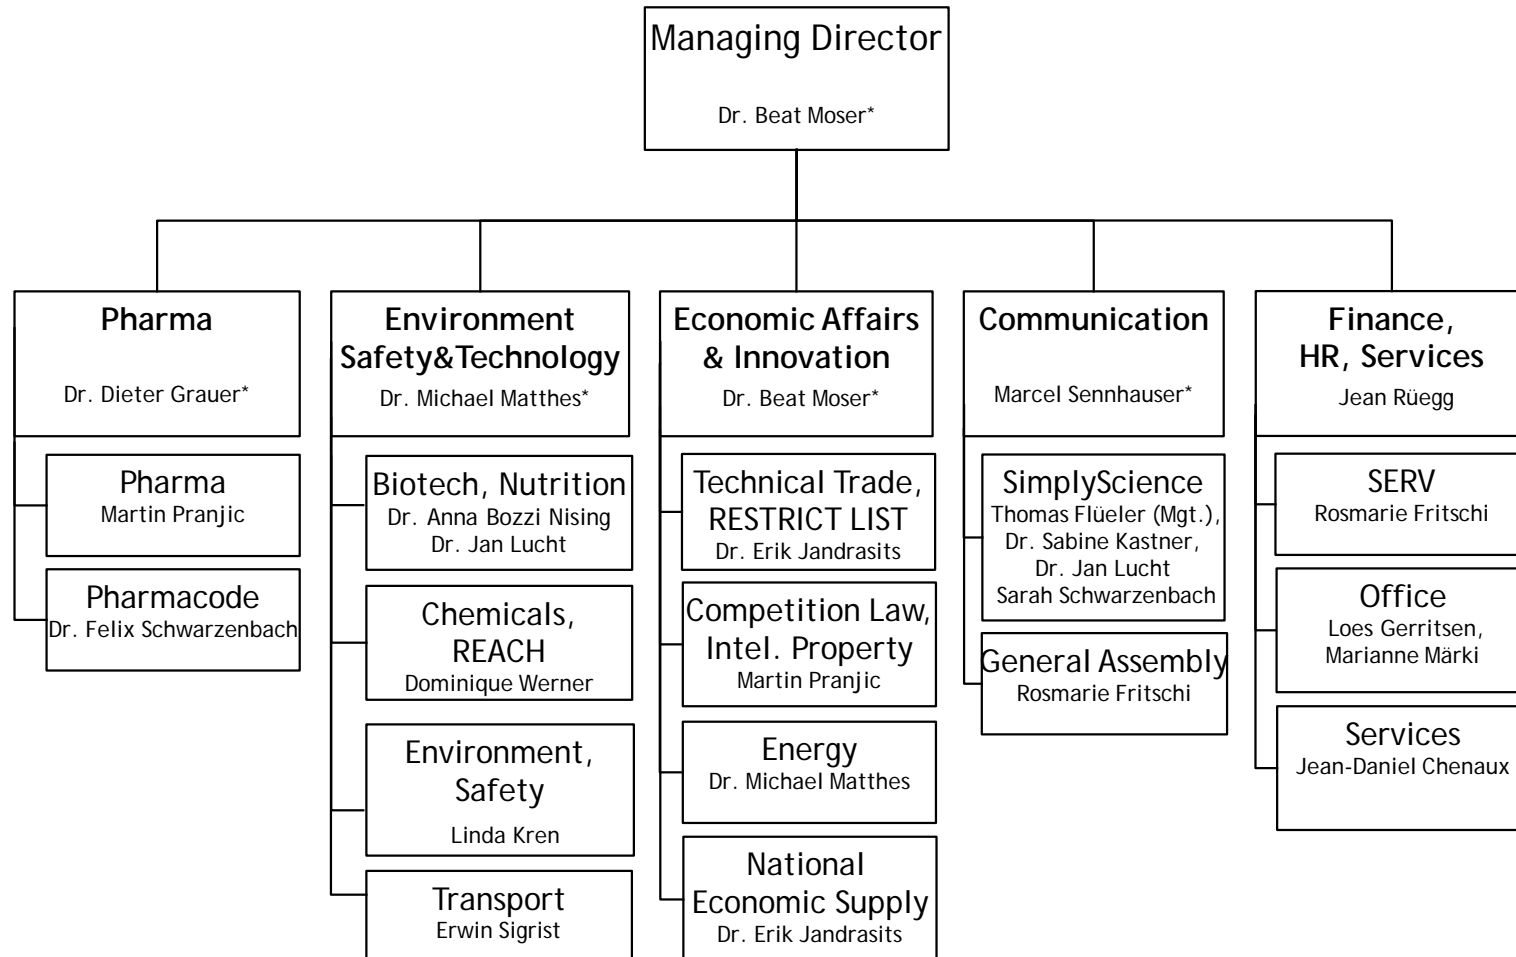 Managing Director
Dr. Beat Moser*
Pharma
Dr. Dieter Grauer*
Pharma
Martin Pranjic
Pharmacode
Dr. Felix Schwarzenbach
Environment
Safety&Technology
Dr. Michael Matthes*
Biotech, Nutrition
Dr. Anna Bozzi Nising
Dr. Jan Lucht
Chemicals,
REACH
Dominique Werner
Environment,
Safety
Linda Kren
Transport
Erwin Sigrist
Economic Affairs
& Innovation
Dr. Beat Moser*
Technical Trade,
RESTRICT LIST
Dr. Erik Jandrasits
Competition Law,
Intel. Property
Martin Pranjic
Energy
Dr. Michael Matthes
National
Economic Supply
Dr. Erik Jandrasits
Communication
Marcel Sennhauser*
SimplyScience
Thomas Flüeler (Mgt.),
Dr. Sabine Kastner,
Dr. Jan Lucht
Sarah Schwarzenbach
General Assembly
Rosmarie Fritschi
Finance,
HR, Services
Jean Rüegg
SERV
Rosmarie Fritschi
Office
Loes Gerritsen,
Marianne Märki
Services
Jean-Daniel Chenaux